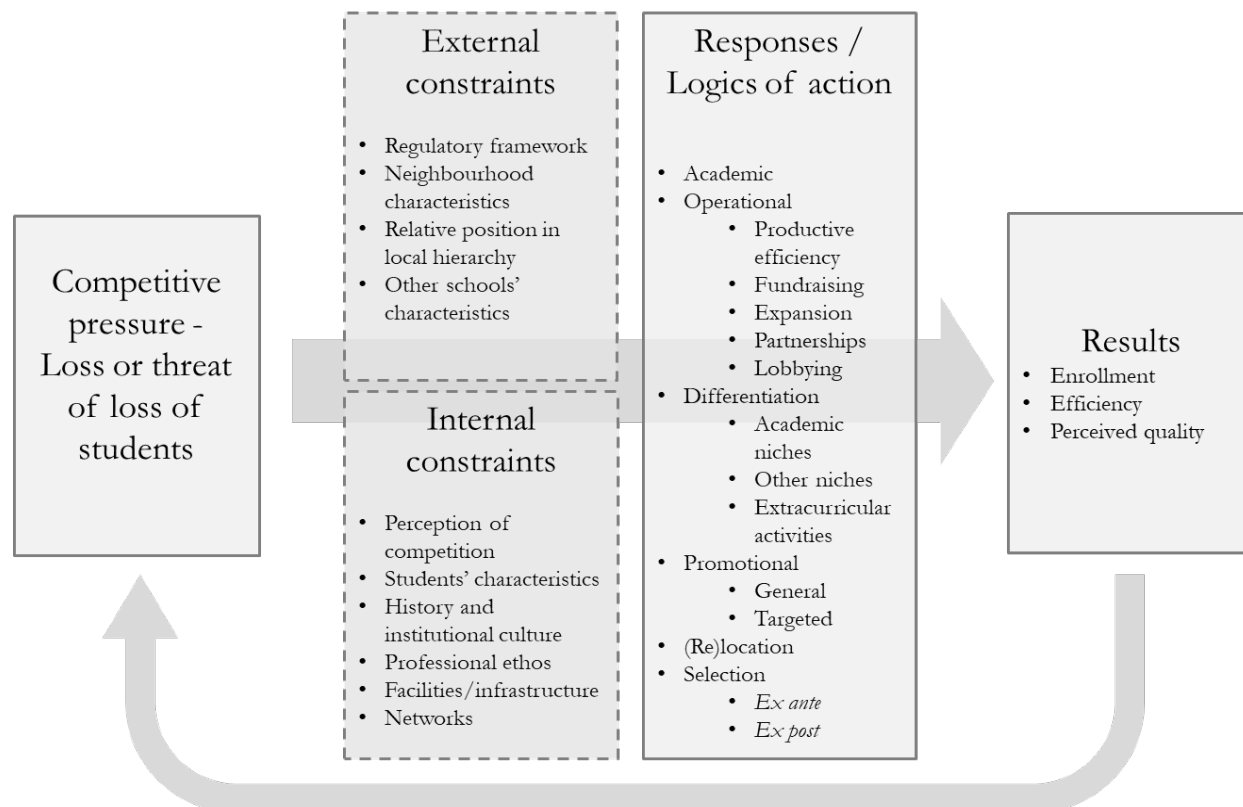 Competitive
pressure -
Loss or threat
of loss of
students
External
constraints
• Regulatory framework
• Neighbourhood
characteristics
• Relative position in
local hierarchy
• Other schools’
characteristics
Internal
constraints
• Perception of
competition
• Students’ characteristics
• History and
institutional culture
• Professional ethos
• Facilities/infrastructure
• Networks
Responses /
Logics of action
• Academic
• Operational
• Productive
efficiency
• Fundraising
• Expansion
• Partnerships
• Lobbying
• Differentiation
• Academic
niches
• Other niches
• Extracurricular
activities
• Promotional
• General
• Targeted
• (Re)location
• Selection
• Ex ante
• Ex post
Results
• Enrollment
• Efficiency
• Perceived quality